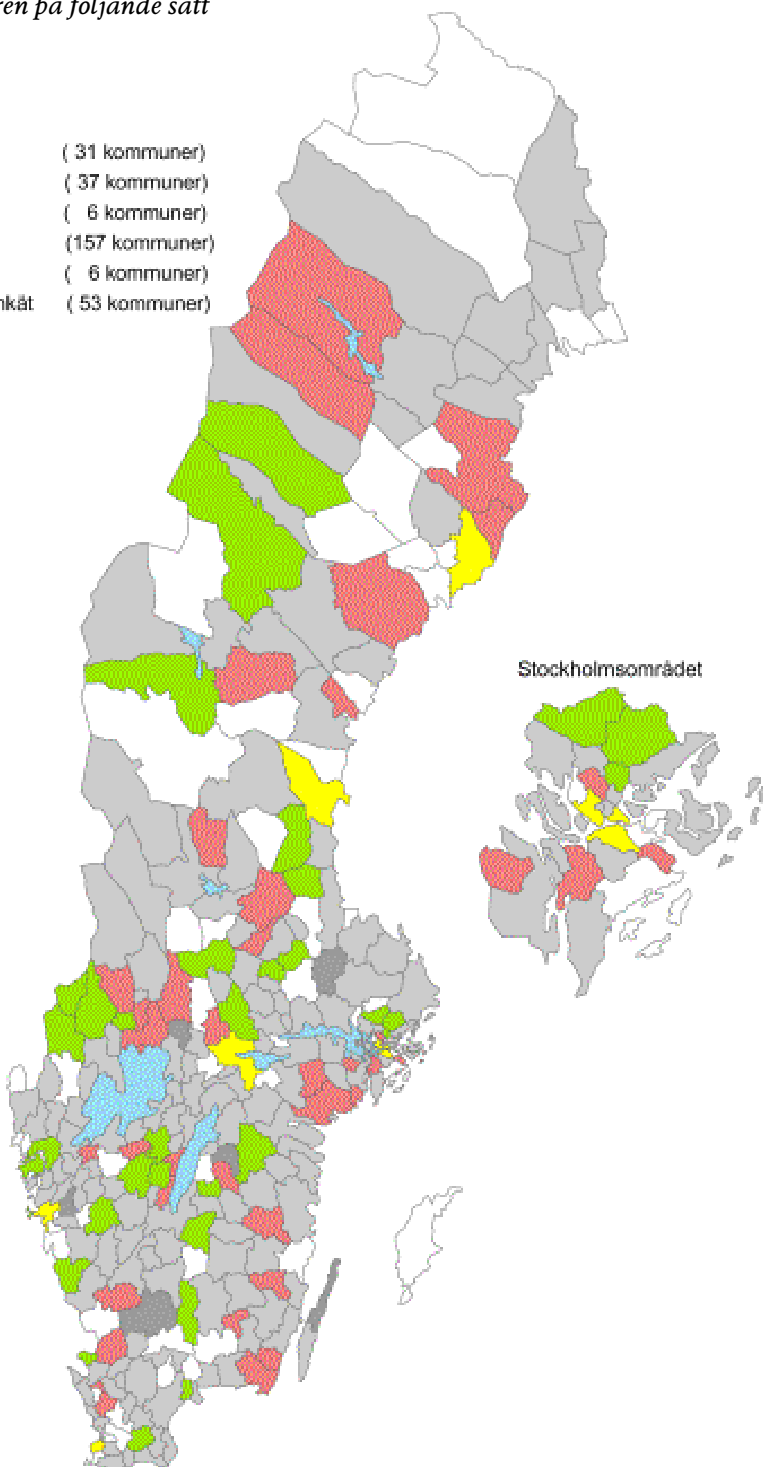 ren på följande sätt
( 31 kommuner)
( 37 kommuner)
( 6 kommuner)
(157 kommuner)
( 6 kommuner)
nkät ( 53 kommuner)
Stockholmsområdet